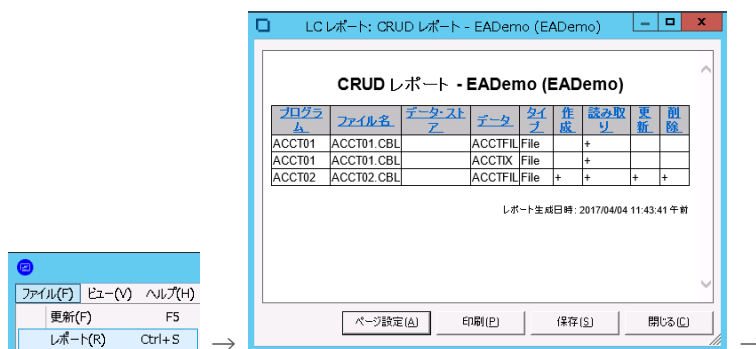 LC レポート: CRUD レポート - EADemo (EADemo)
CRUD レポート - EADemo (EADemo)
プログラム ファイル名 データ・ストア データ タイプ 作成 読み取り 更新 削除
ACCT01 ACCT01.CBL ACCTFIL File +
ACCT01 ACCT01.CBL ACCTIX File +
ACCT02 ACCT02.CBL ACCTFIL File + + + +
レポート生成日時: 2017/04/04 11:43:41 午前
ページ設定(A) 印刷(P) 保存(S) 閉じる(C)
ファイル(F) ビュー(V) ヘルプ(H)
更新(F) F5
レポート(R) Ctrl+S
→